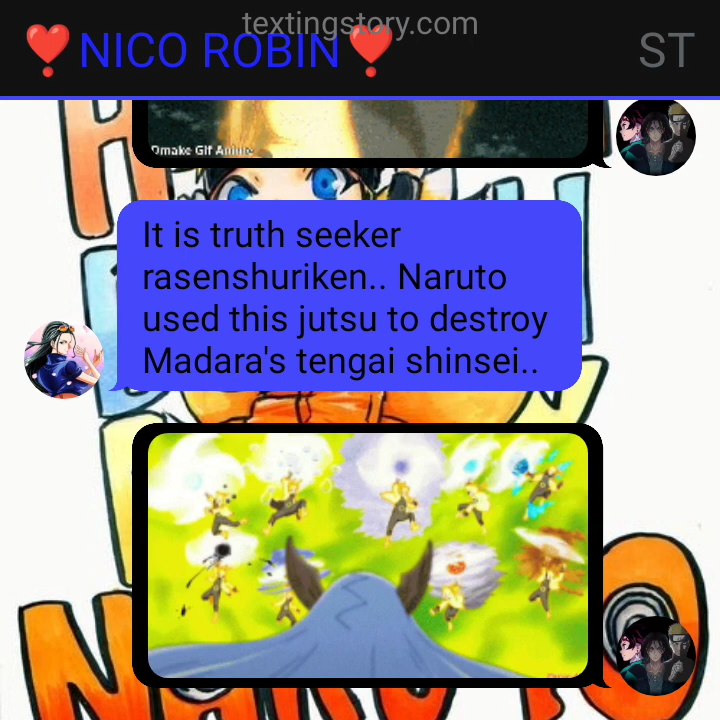 textingstory.com
❣NICO ROBIN❣
ST
Omake Gif Anime
It is truth seeker
rasenshuriken.. Naruto
used this jutsu to destroy
Madara's tengai shinsei..
NARUTO